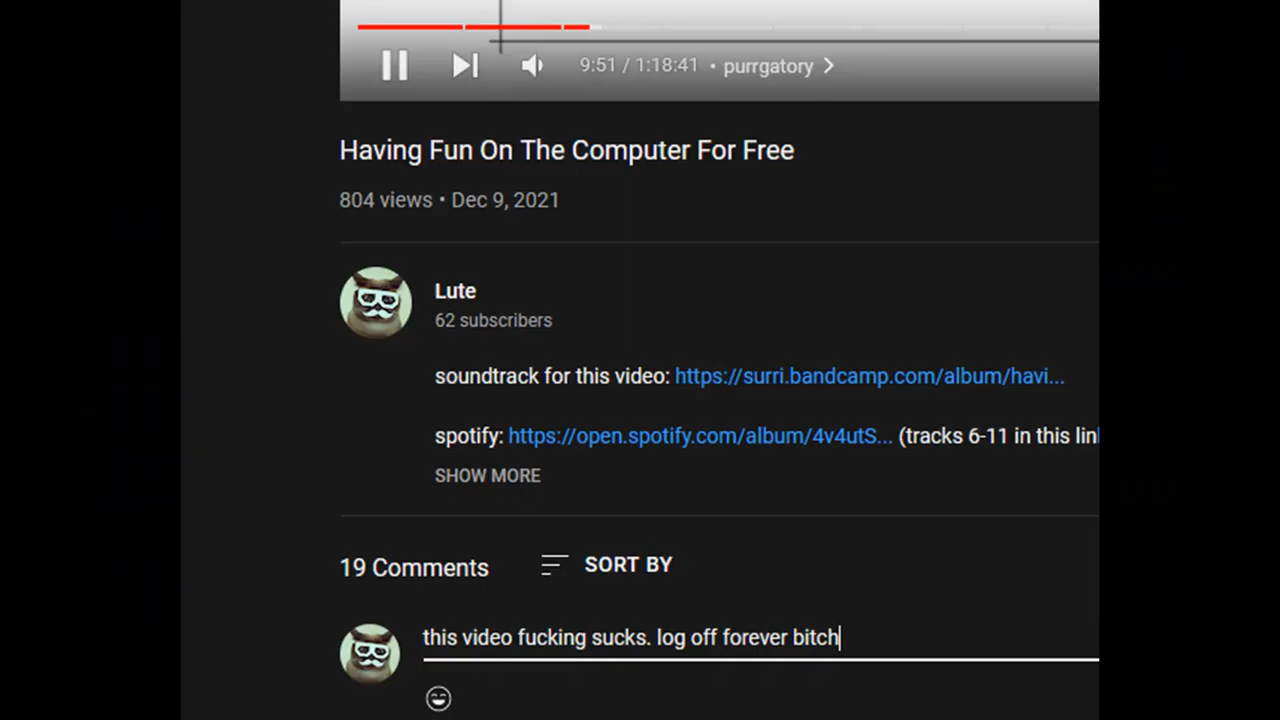 9:51 / 1:18:41 • purrgatory >
Having Fun On The Computer For Free
804 views • Dec 9, 2021
Lute
62 subscribers
soundtrack for this video: https://surri.bandcamp.com/album/havi...
spotify: https://open.spotify.com/album/4v4utS... (tracks 6-11 in this lin
SHOW MORE
19 Comments SORT BY
this video fucking sucks. log off forever bitch